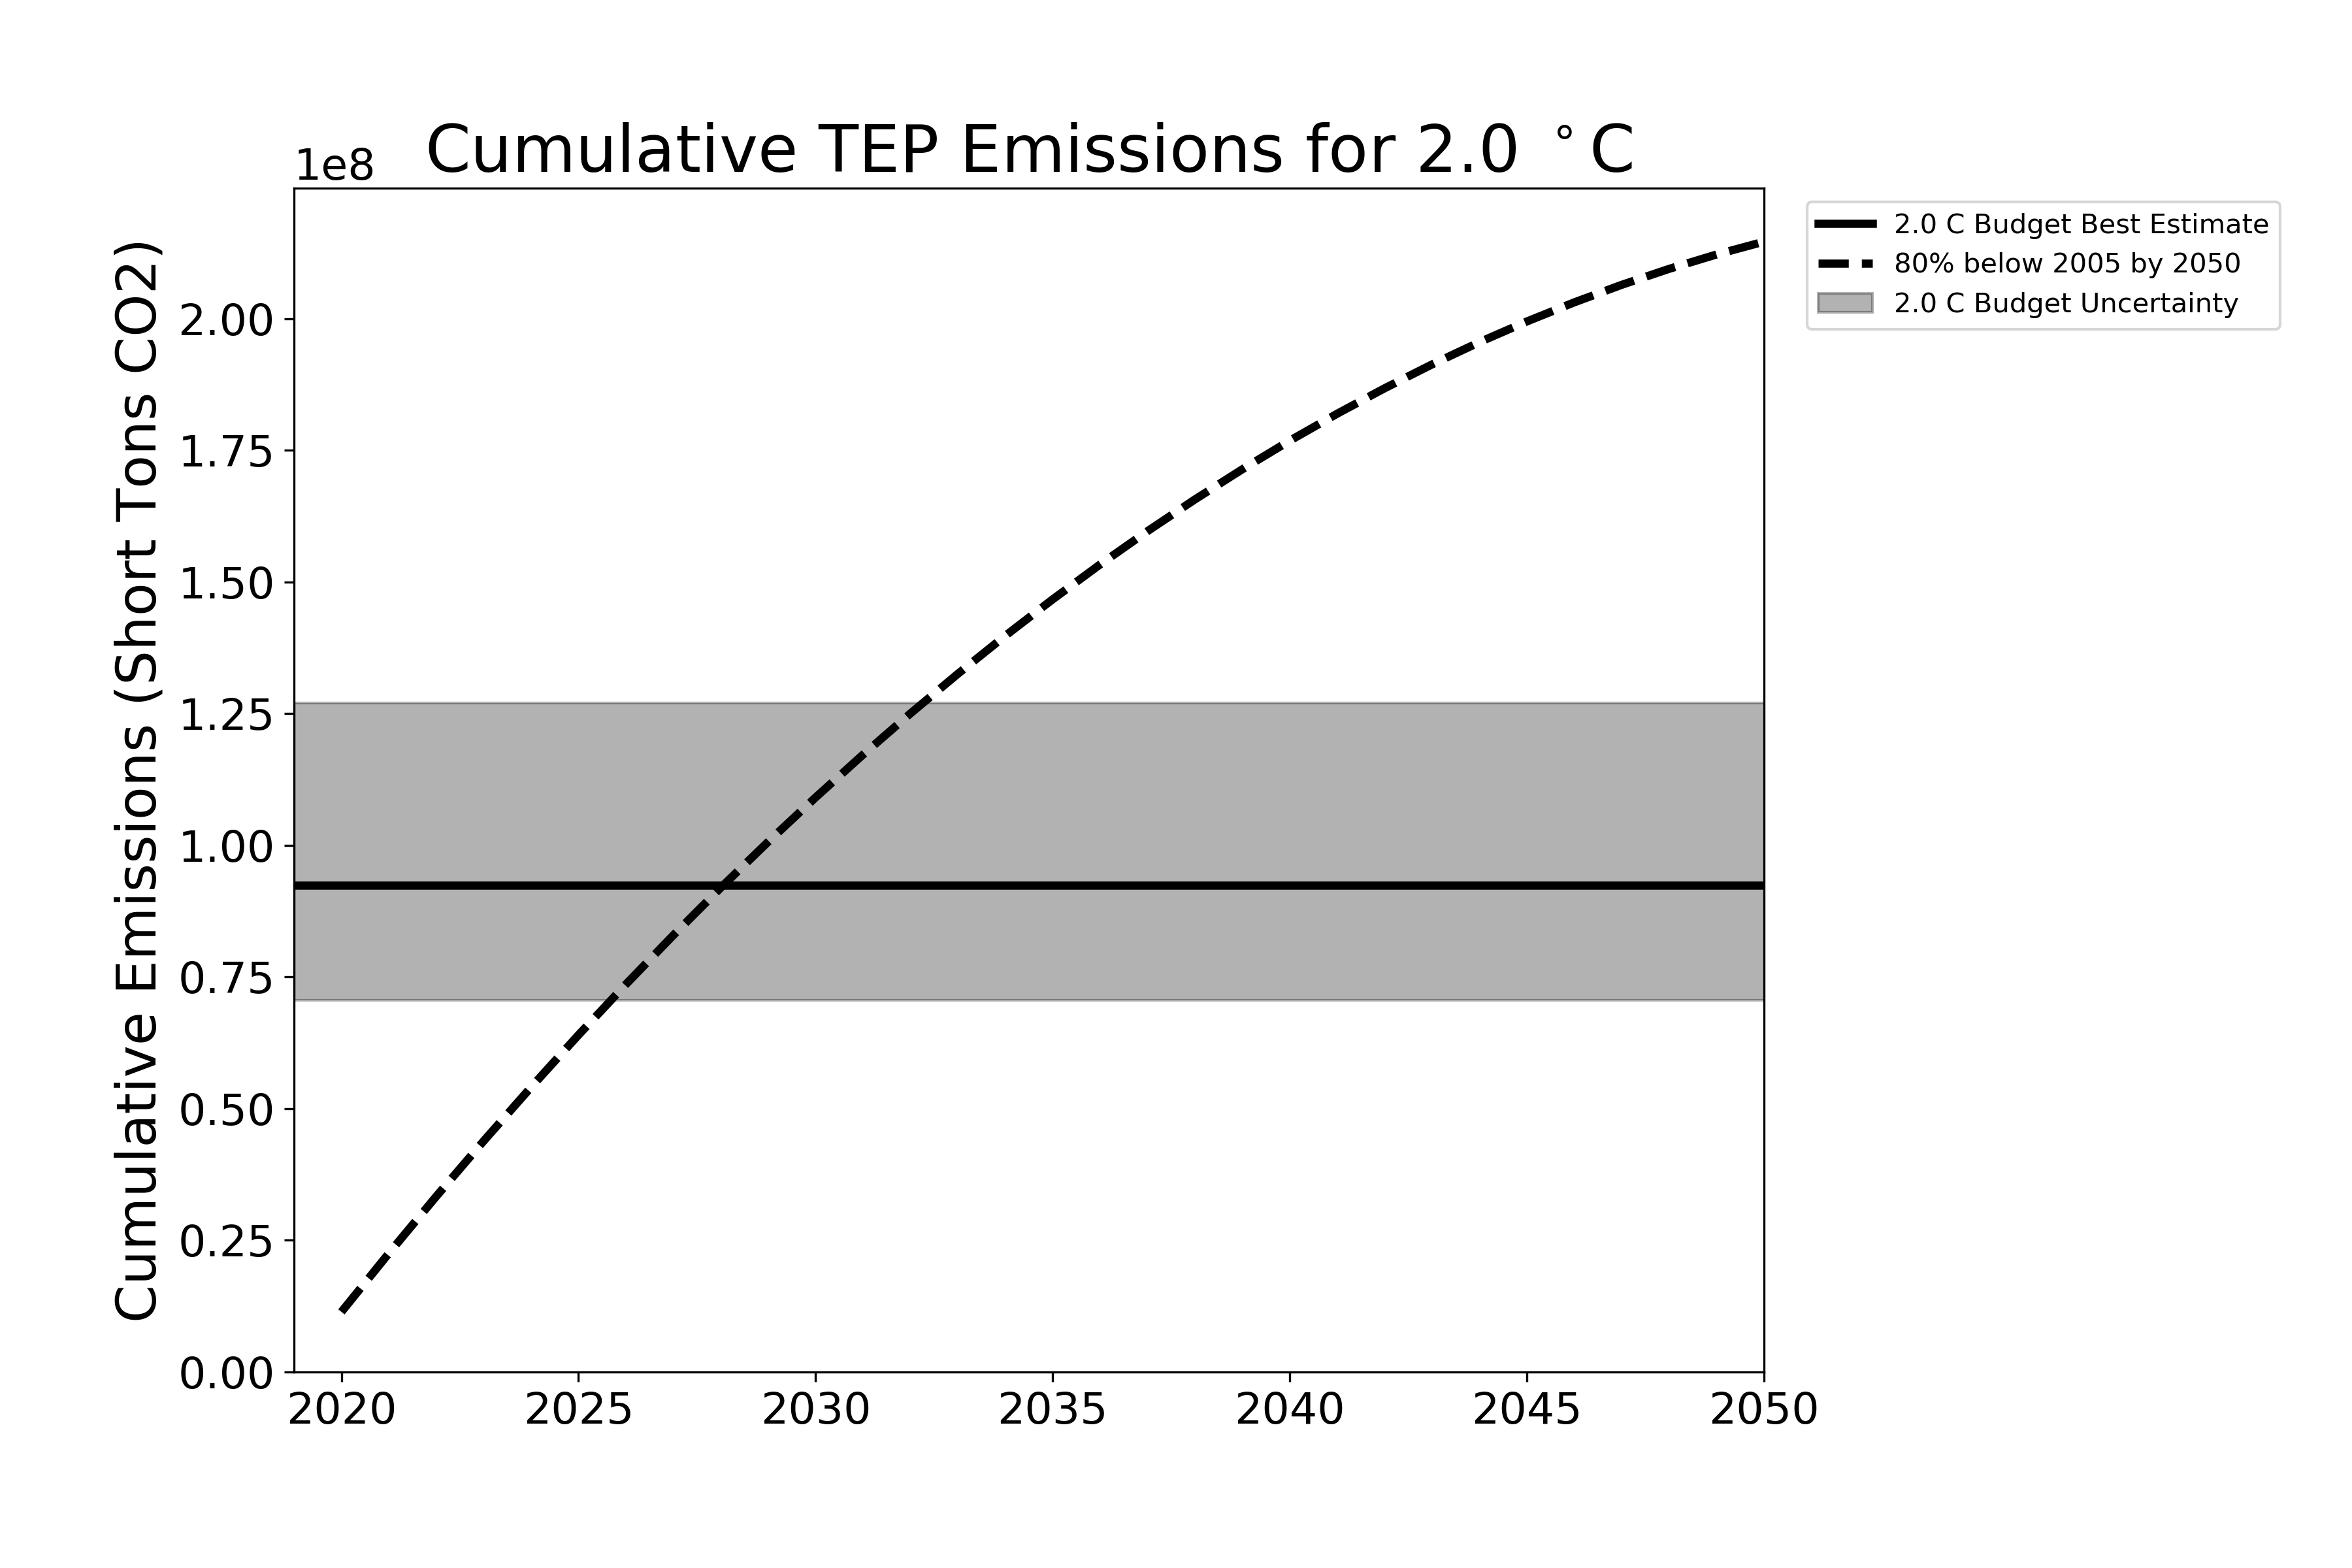 Cumulative TEP Emissions for 2.0 °C
1e8
2.0 C Budget Best Estimate
80% below 2005 by 2050
2.0 C Budget Uncertainty
Cumulative Emissions (Short Tons CO2)
2.00
1.75
1.50
1.25
1.00
0.75
0.50
0.25
0.00
2020 2025 2030 2035 2040 2045 2050